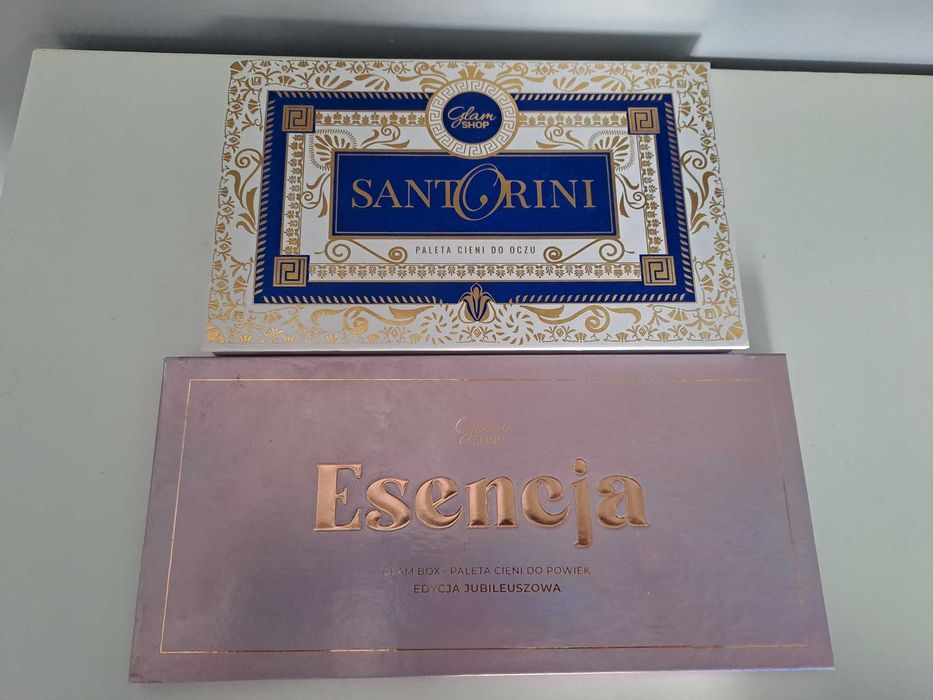 Glam
SHOP
SANTORINI
PALETA CIENI DO OCZU
Glam
SHOP
Esencja
GLAM BOX - PALETA CIENI DO POWIEK
EDYCJA JUBILEUSZOWA